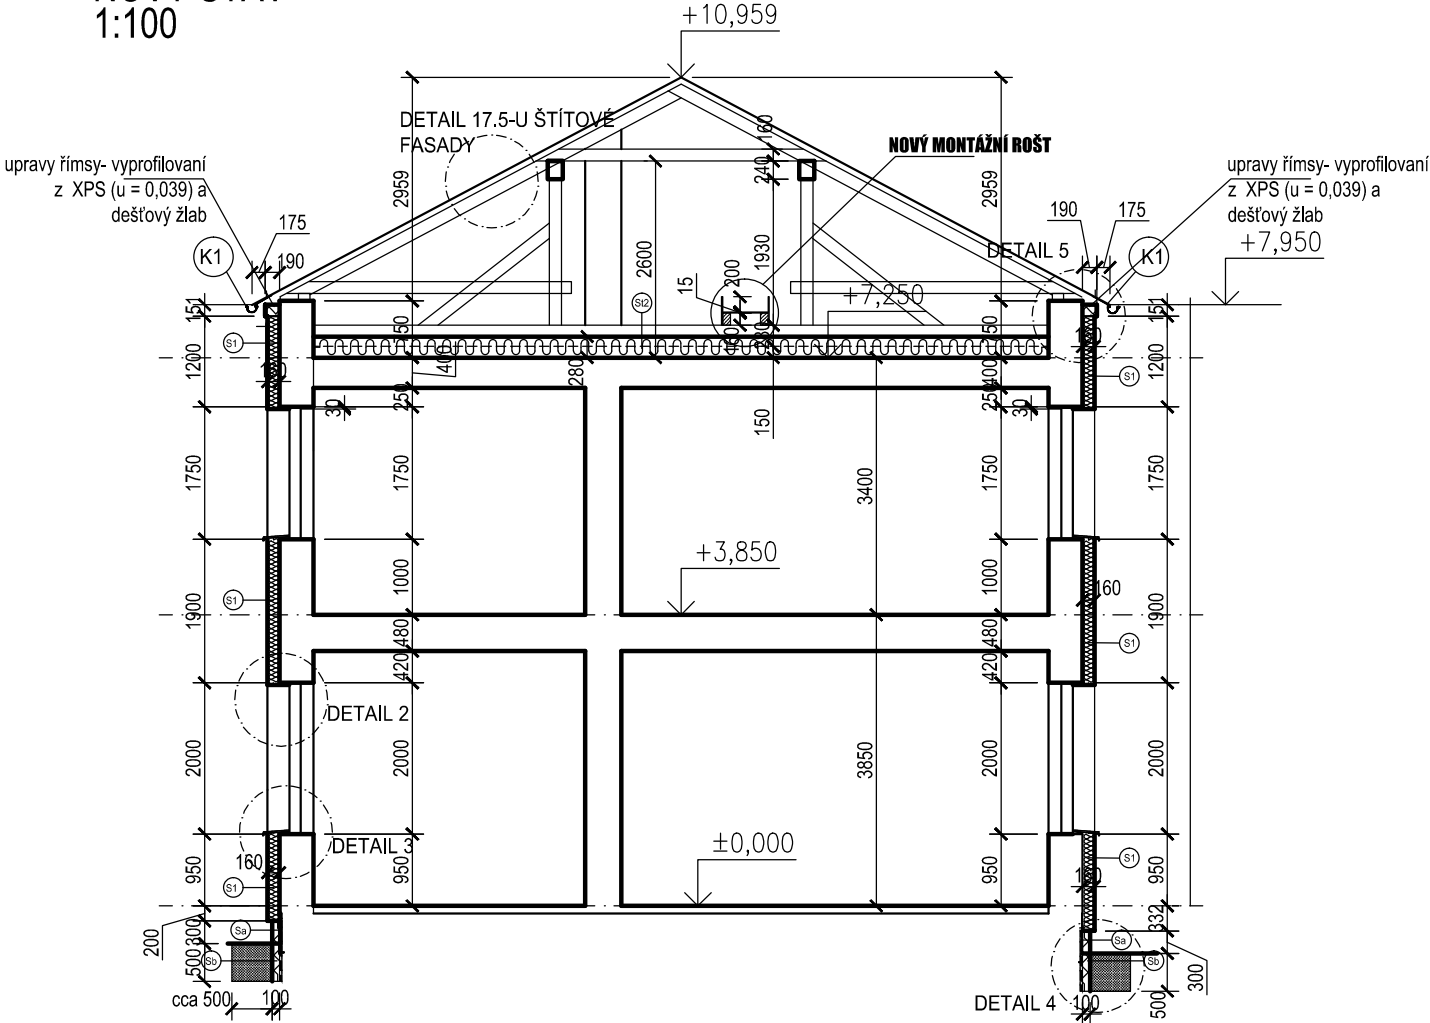 1:100
+10,959
DETAIL 17.5-U ŠTÍTOVÉ
FASADY
NOVÝ MONTÁŽNÍ ROŠT
upravy římsy- vyprofilovaní
z XPS (u = 0,039) a
dešťový žlab
upravy římsy- vyprofilovaní
z XPS (u = 0,039) a
dešťový žlab
+7,950
175
190
K1
190
175
DETAIL 5
K1
2959
2959
160
240
1930
2600
St2
15
200
+7,250
151
1200
S1
150
400
250
30
280
150
150
400
250
30
151
1200
S1
1750
1750
3400
1750
1750
+3,850
1000
1900
S1
480
420
1000
480
420
160
1900
S1
DETAIL 2
2000
2000
3850
2000
2000
±0,000
DETAIL 3
160
950
S1
950
950
S1
950
200
300
500
Sa
Sb
cca 500
100
332
Sa
Sb
300
500
DETAIL 4
100